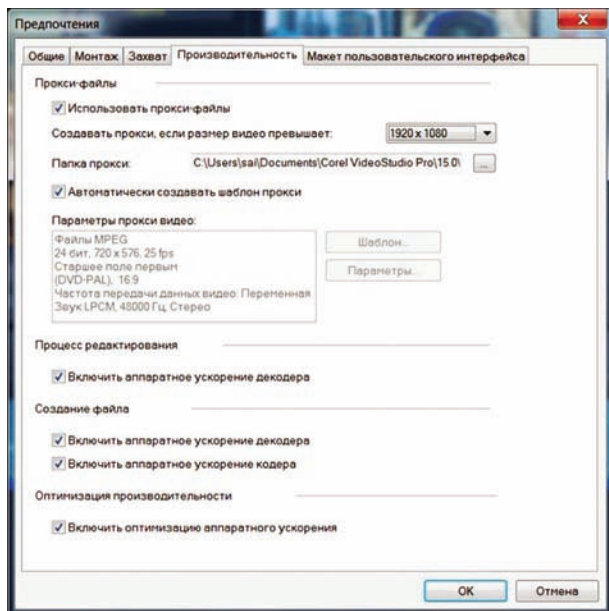 Предпочтения
Общие Монтаж Захват Производительность Макет пользовательского интерфейса
Прокси-файлы
Использовать прокси-файлы
Создавать прокси, если размер видео превышает: 1920 x 1080
Папка прокси: C:\Users\sai\Documents\Corel VideoStudio Pro\15.0\ ...
Автоматически создавать шаблон прокси
Параметры прокси видео:
Файлы MPEG
24 бит, 720 x 576, 25 fps
Старшее поле первым
(DVD-PAL), 16:9
Частота передачи данных видео: Переменная
Звук LPCM, 48000 Гц, Стерео
Шаблон...
Параметры...
Процесс редактирования
Включить аппаратное ускорение декодера
Создание файла
Включить аппаратное ускорение декодера
Включить аппаратное ускорение кодера
Оптимизация производительности
Включить оптимизацию аппаратного ускорения
OK Отмена